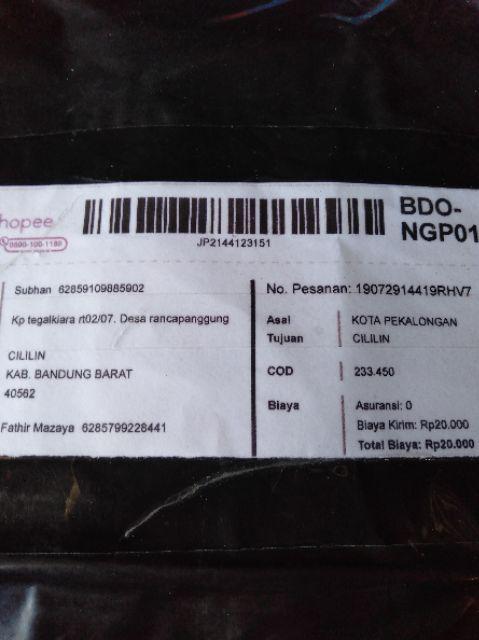 hopee
0800-100-1188
JP2144123151
BDO-
NGP01
Subhan 62859109885902
Kp tegalkiara rt02/07. Desa rancapanggung
CILILIN
KAB. BANDUNG BARAT
40562
Fathir Mazaya 6285799228441
No. Pesanan: 19072914419RHV7
Asal KOTA PEKALONGAN
Tujuan CILILIN
COD 233.450
Biaya Asuransi: 0
Biaya Kirim: Rp20.000
Total Biaya: Rp20.000